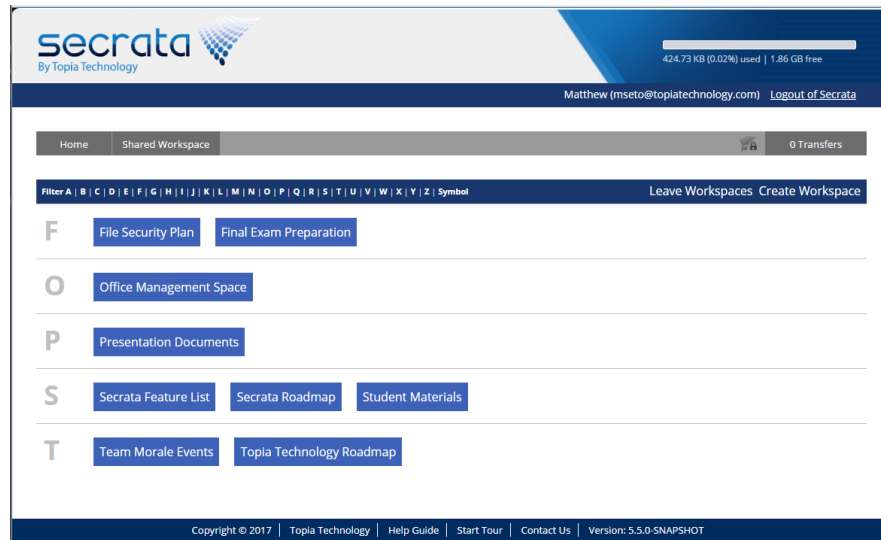 secrata
By Topia Technology
424.73 KB (0.02%) used | 1.86 GB free
Matthew (mseto@topiatechnology.com) Logout of Secrata
Home Shared Workspace 0 Transfers
Filter A | B | C | D | E | F | G | H | I | J | K | L | M | N | O | P | Q | R | S | T | U | V | W | X | Y | Z | Symbol Leave Workspaces Create Workspace
F File Security Plan Final Exam Preparation
O Office Management Space
P Presentation Documents
S Secrata Feature List Secrata Roadmap Student Materials
T Team Morale Events Topia Technology Roadmap
Copyright © 2017 | Topia Technology | Help Guide | Start Tour | Contact Us | Version: 5.5.0-SNAPSHOT